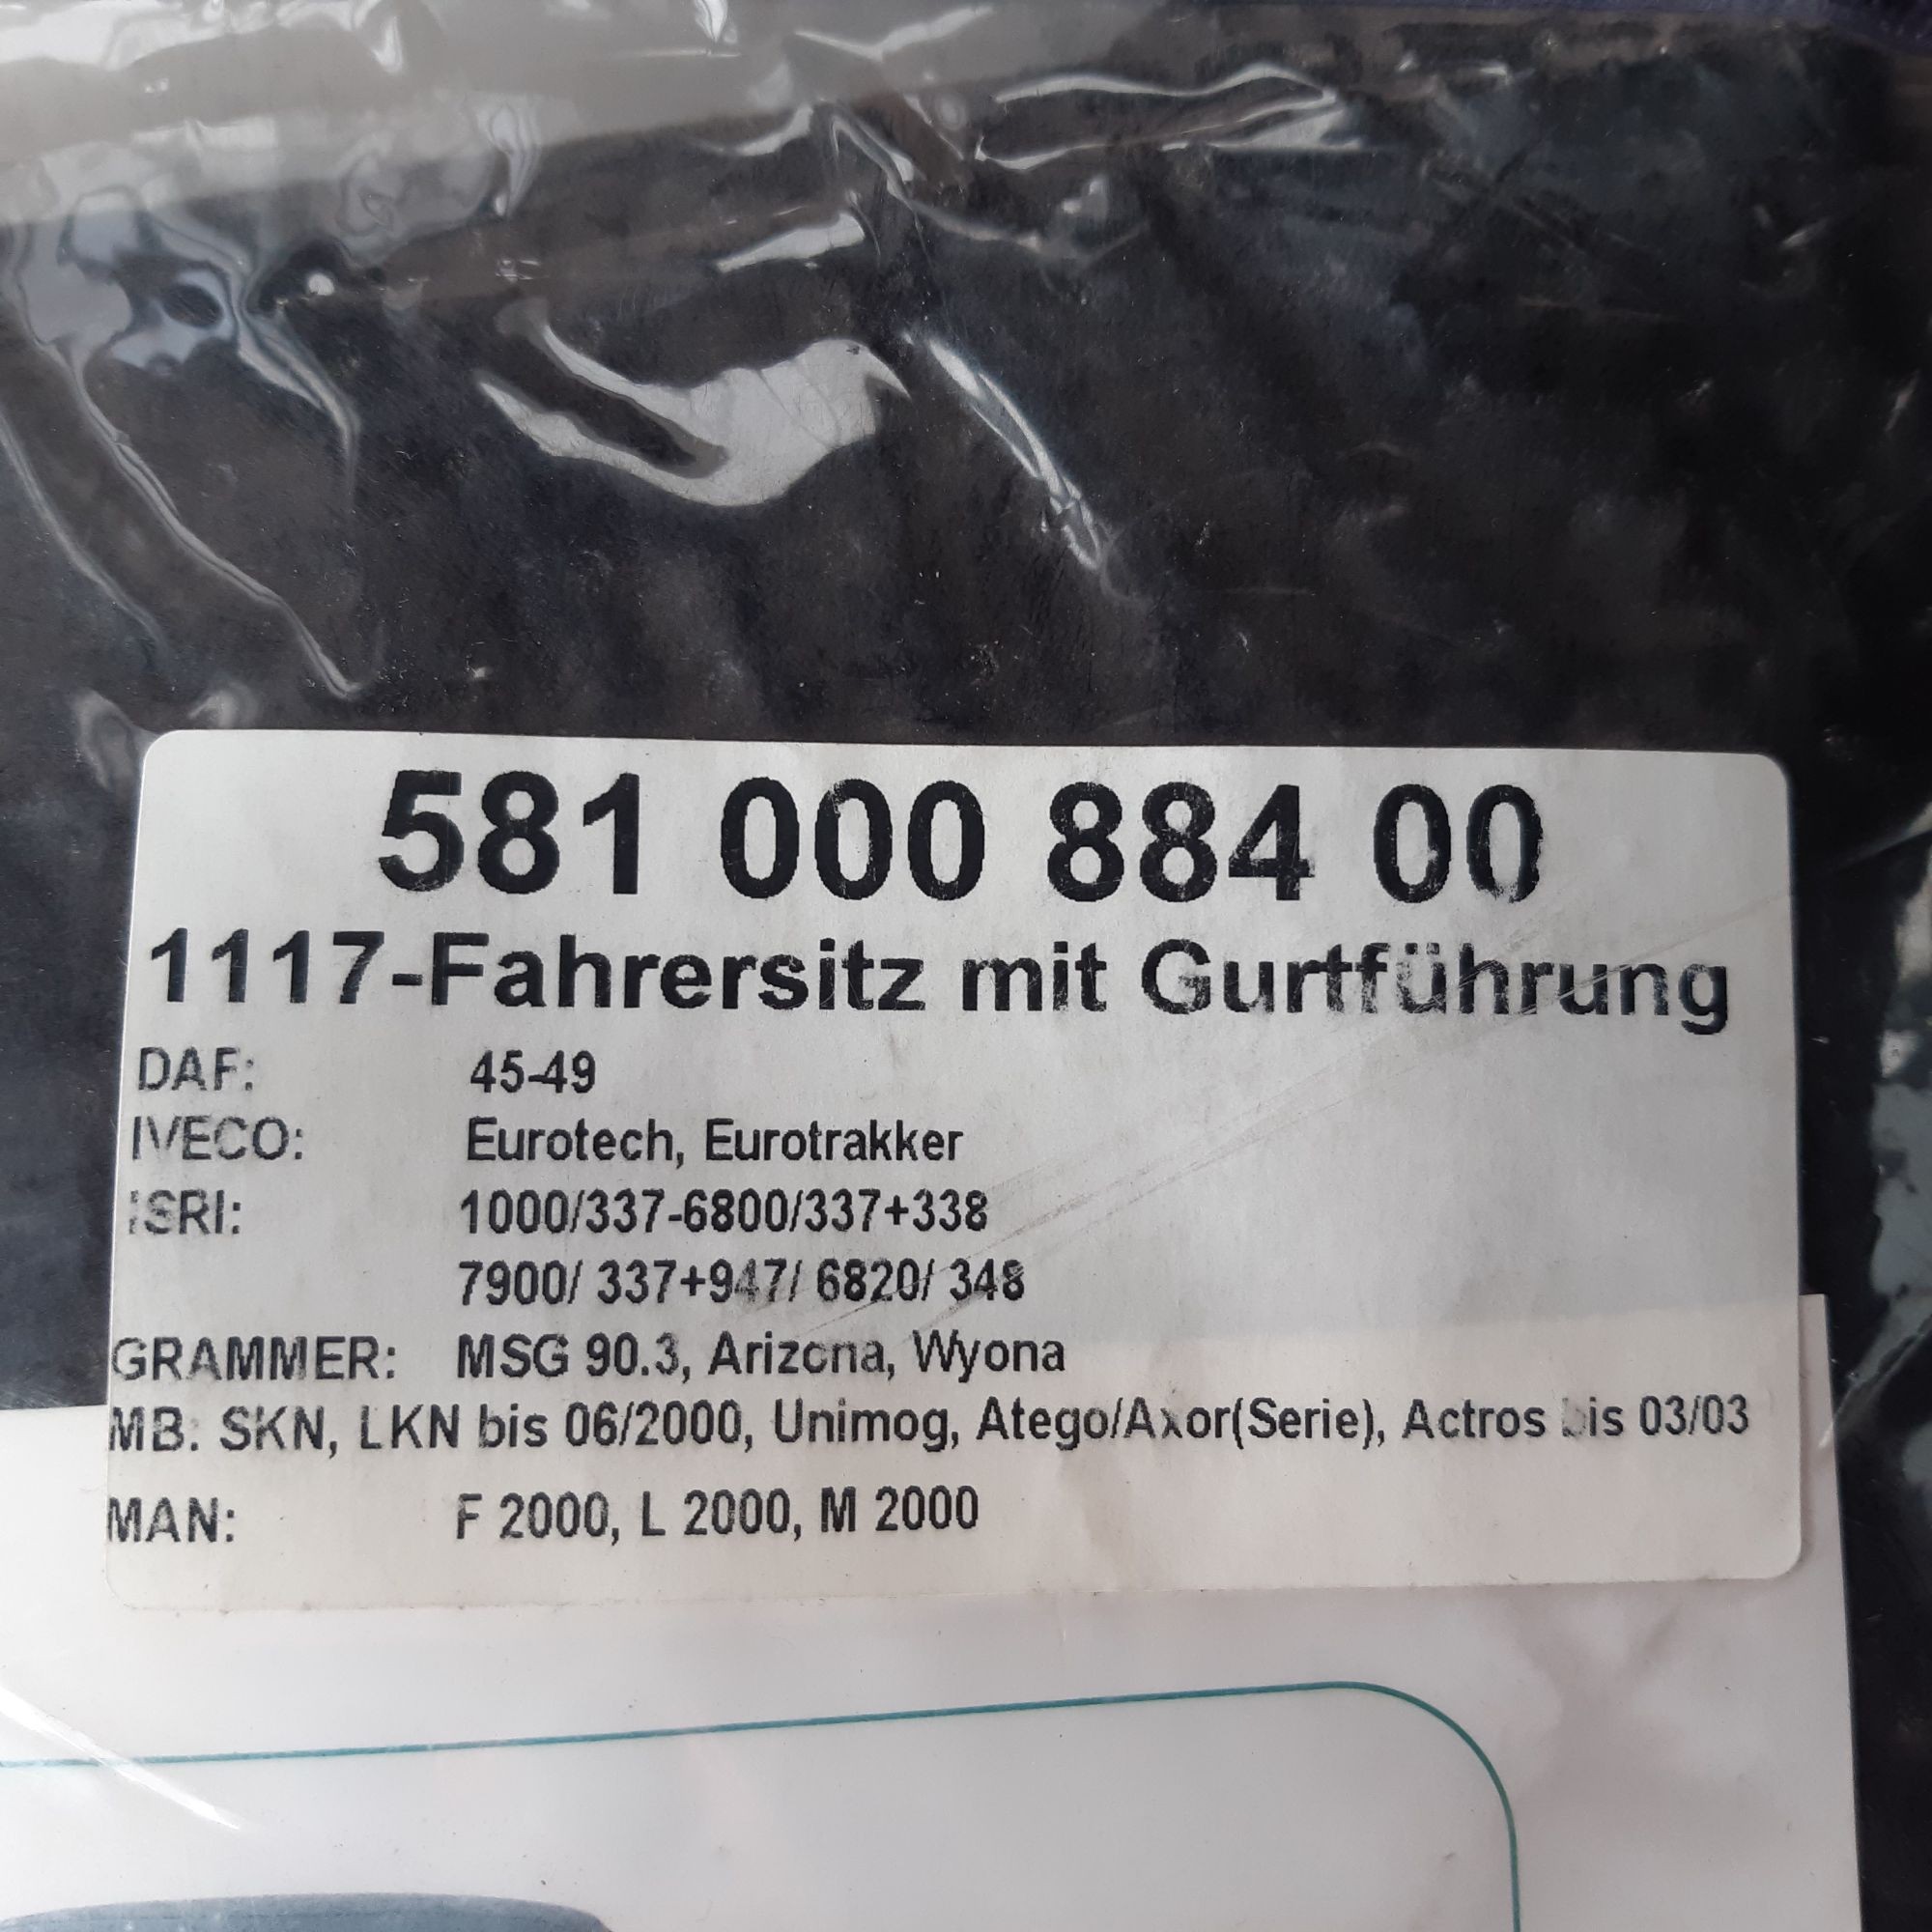 581 000 884 00
1117-Fahrersitz mit Gurtführung
DAF: 45-49
IVECO: Eurotech, Eurotrakker
ISRI: 1000/337-6800/337+338
7900/ 337+947/ 6820/ 348
GRAMMER: MSG 90.3, Arizona, Wyona
MB: SKN, LKN bis 06/2000, Unimog, Atego/Axor(Serie), Actros bis 03/03
MAN: F 2000, L 2000, M 2000